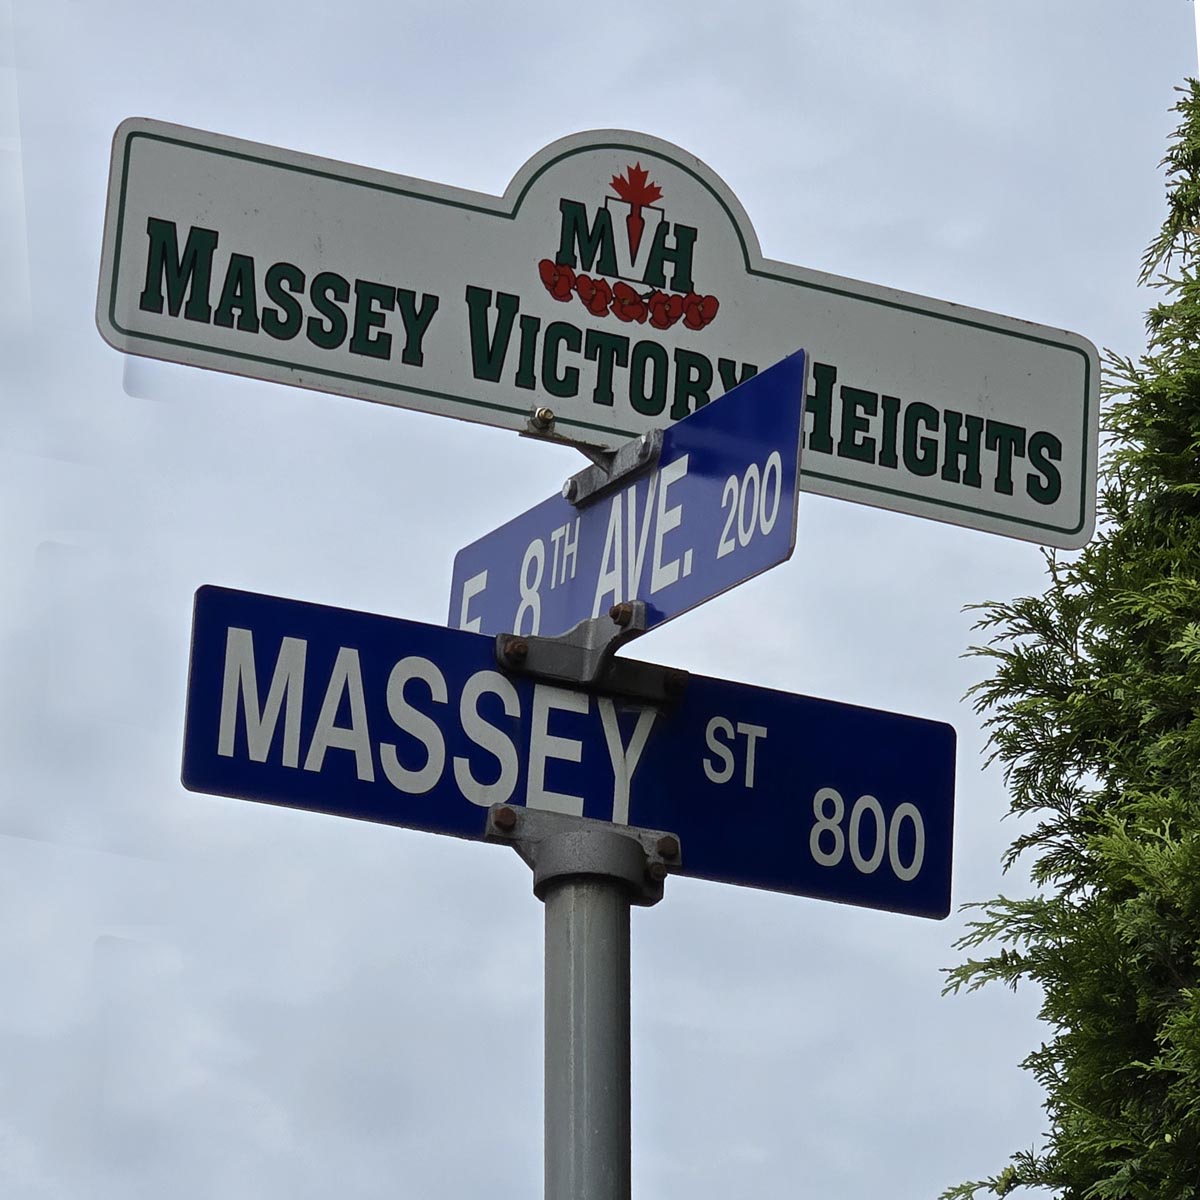 MVH
MASSEY VICTORY HEIGHTS
E 8TH AVE. 200
MASSEY ST 800